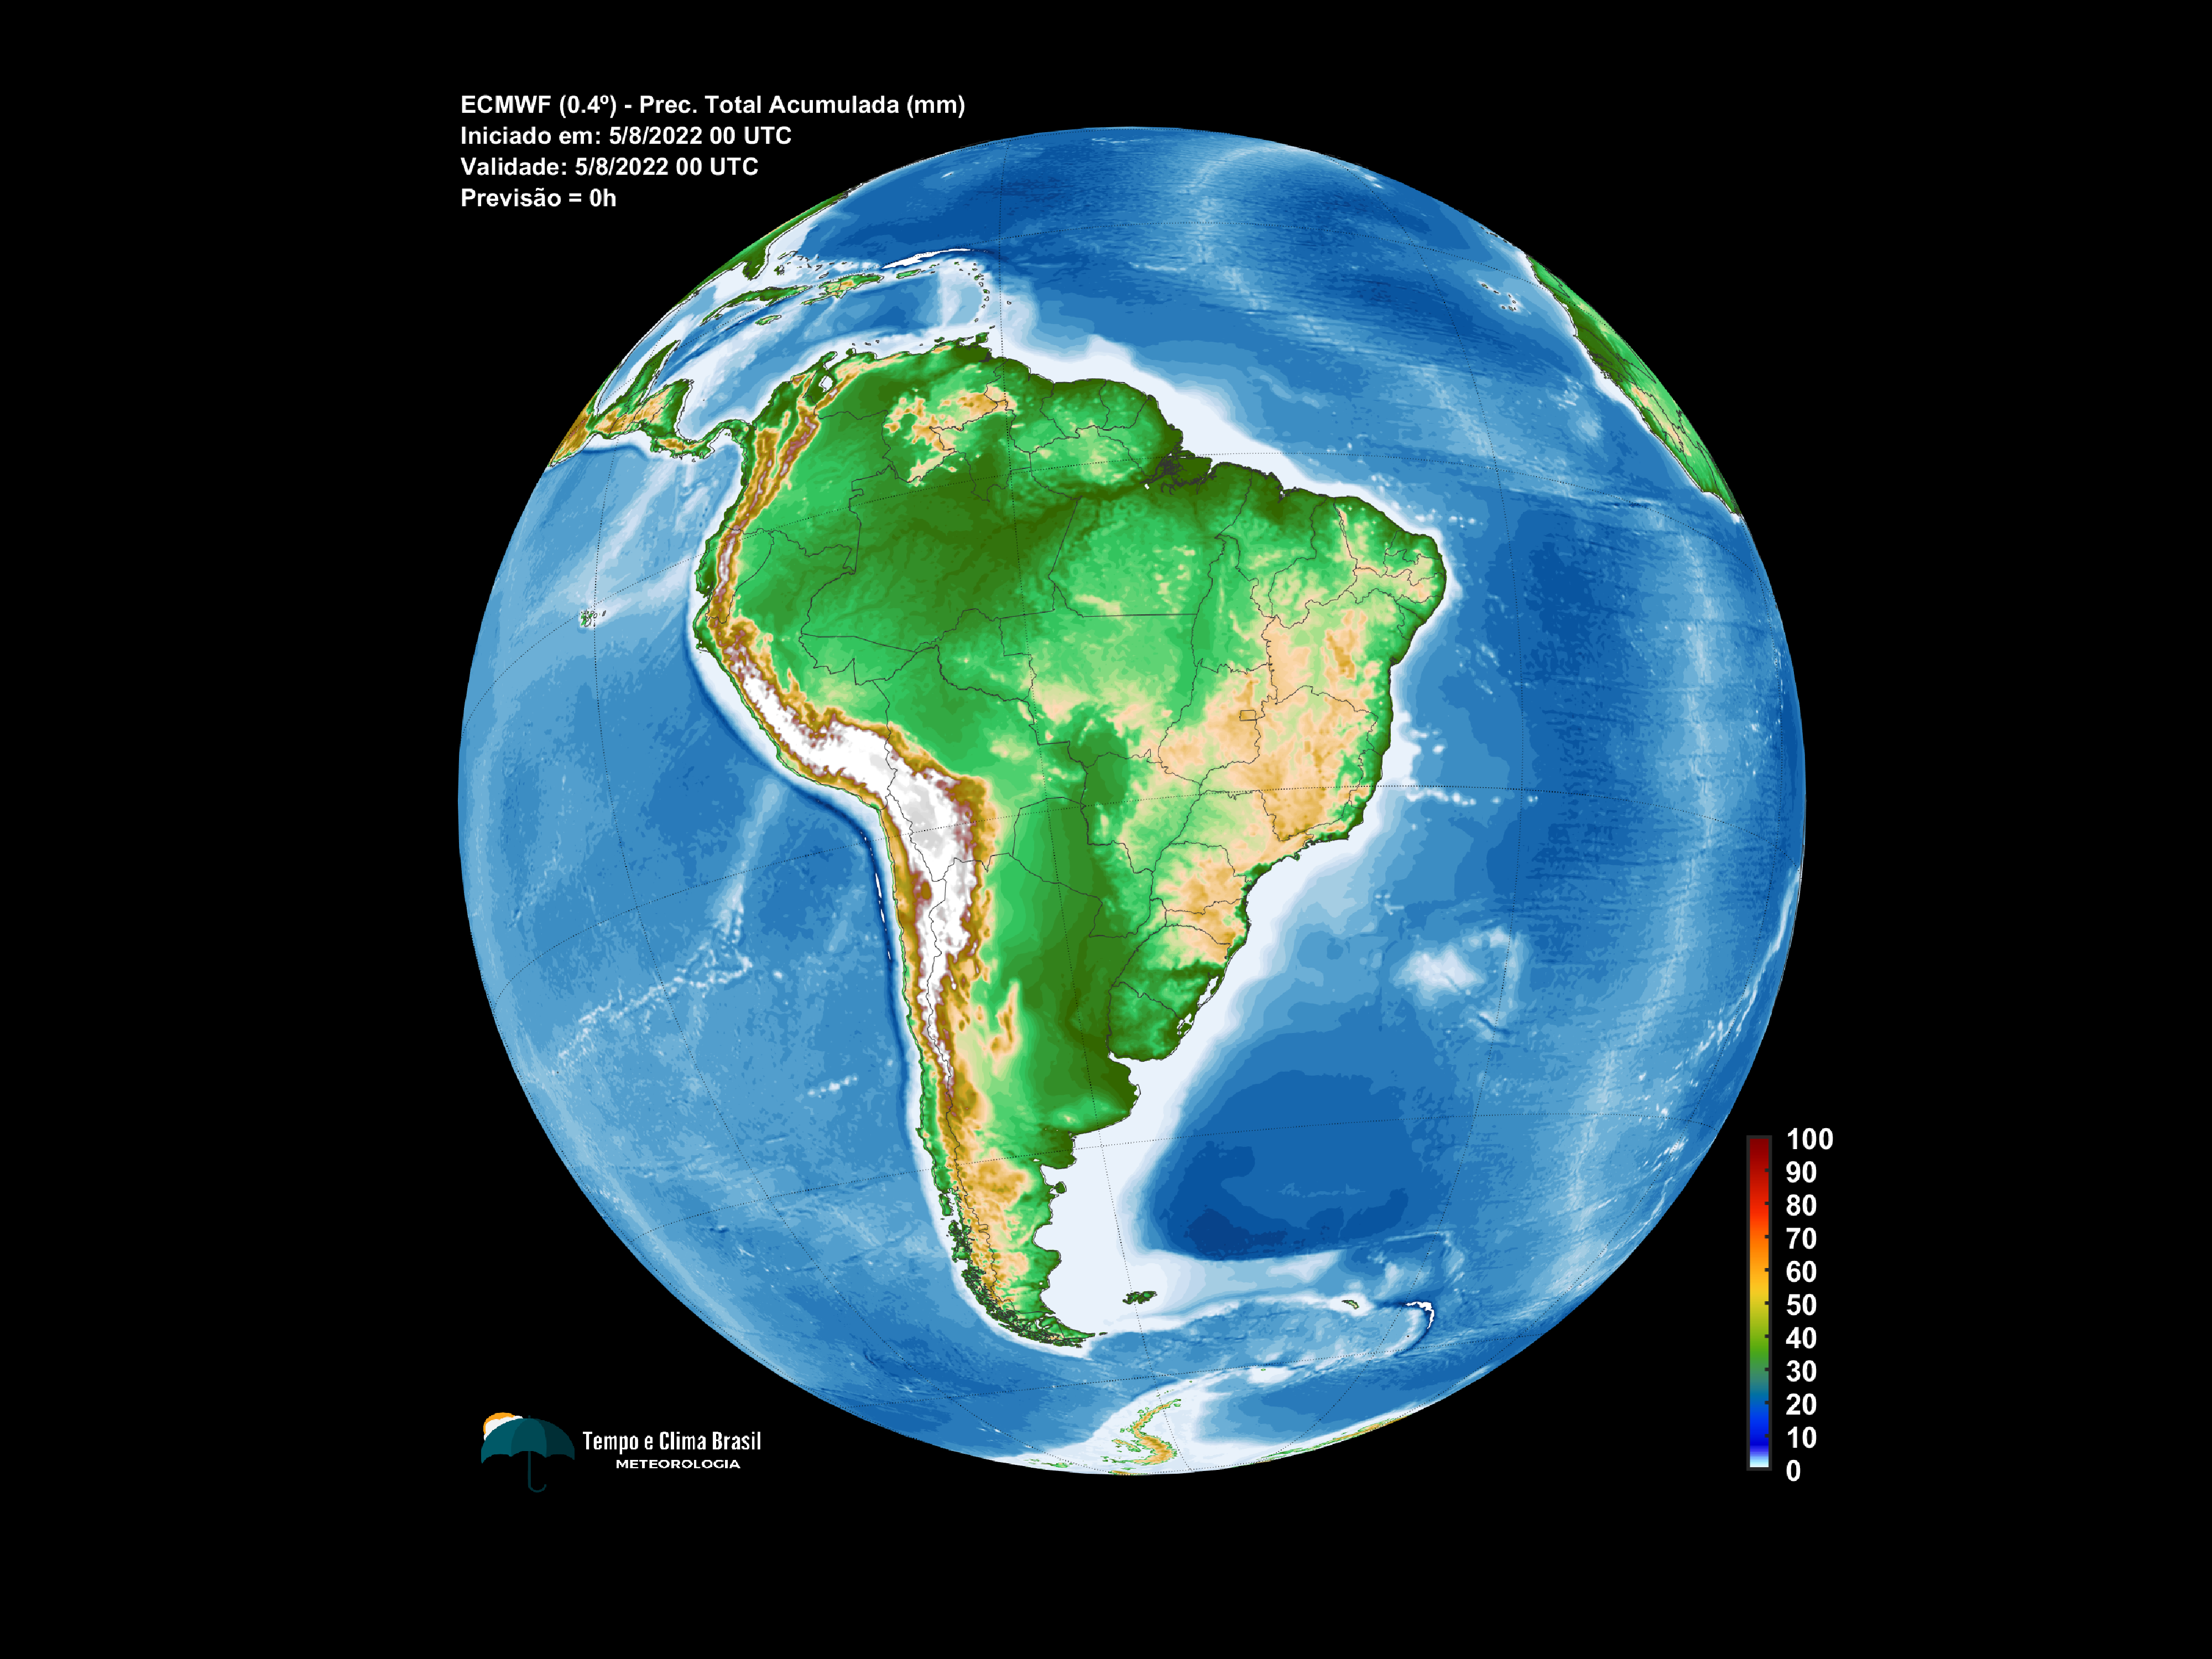 ECMWF (0.4º) - Prec. Total Acumulada (mm)
Iniciado em: 5/8/2022 00 UTC
Validade: 5/8/2022 00 UTC
Previsão = 0h
100
90
80
70
60
50
40
30
20
10
0
Tempo e Clima Brasil
METEOROLOGIA